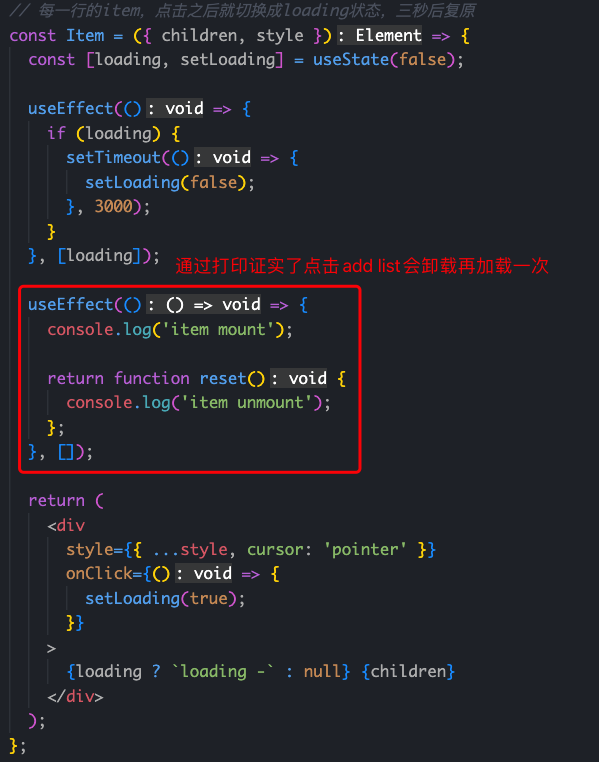 // 每一行的item，点击之后就切换成loading状态，三秒后复原
const Item = ({ children, style }): Element => {
  const [loading, setLoading] = useState(false);

  useEffect((): void => {
    if (loading) {
      setTimeout((): void => {
        setLoading(false);
      }, 3000);
    }
  }, [loading]);
通过打印证实了点击add list会卸载再加载一次
  useEffect((): () => void => {
    console.log('item mount');

    return function reset(): void {
      console.log('item unmount');
    };
  }, []);

  return (
    <div
      style={{ ...style, cursor: 'pointer' }}
      onClick={(): void => {
        setLoading(true);
      }}
    >
      {loading ? `loading -` : null} {children}
    </div>
  );
};